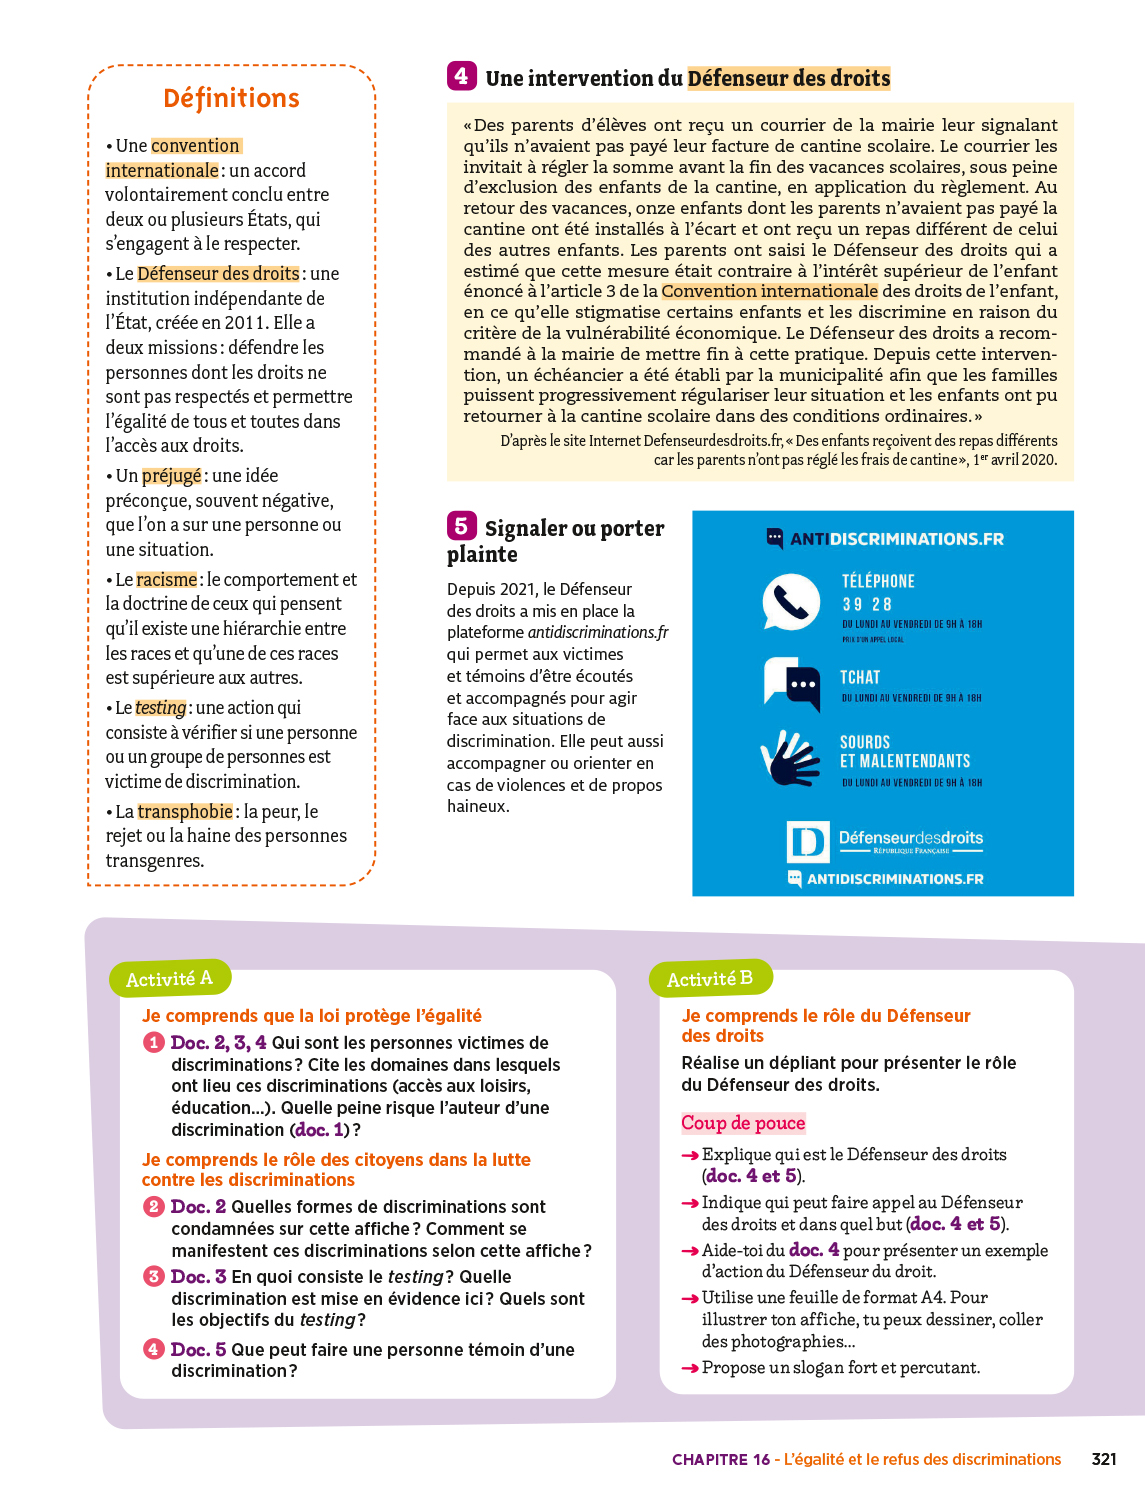 Définitions
• Une convention
internationale : un accord
volontairement conclu entre
deux ou plusieurs États, qui
s'engagent à le respecter.
• Le Défenseur des droits : une
institution indépendante de
l'État, créée en 2011. Elle a
deux missions : défendre les
personnes dont les droits ne
sont pas respectés et permettre
l'égalité de tous et toutes dans
l'accès aux droits.
• Un préjugé : une idée
préconçue, souvent négative,
que l'on a sur une personne ou
une situation.
• Le racisme : le comportement et
la doctrine de ceux qui pensent
qu'il existe une hiérarchie entre
les races et qu'une de ces races
est supérieure aux autres.
• Le testing : une action qui
consiste à vérifier si une personne
ou un groupe de personnes est
victime de discrimination.
• La transphobie : la peur, le
rejet ou la haine des personnes
transgenres.
4 Une intervention du Défenseur des droits
« Des parents d'élèves ont reçu un courrier de la mairie leur signalant
qu'ils n'avaient pas payé leur facture de cantine scolaire. Le courrier les
invitait à régler la somme avant la fin des vacances scolaires, sous peine
d'exclusion des enfants de la cantine, en application du règlement. Au
retour des vacances, onze enfants dont les parents n'avaient pas payé la
cantine ont été installés à l'écart et ont reçu un repas différent de celui
des autres enfants. Les parents ont saisi le Défenseur des droits qui a
estimé que cette mesure était contraire à l'intérêt supérieur de l'enfant
énoncé à l'article 3 de la Convention internationale des droits de l'enfant,
en ce qu'elle stigmatise certains enfants et les discrimine en raison du
critère de la vulnérabilité économique. Le Défenseur des droits a recom-
mandé à la mairie de mettre fin à cette pratique. Depuis cette interven-
tion, un échéancier a été établi par la municipalité afin que les familles
puissent progressivement régulariser leur situation et les enfants ont pu
retourner à la cantine scolaire dans des conditions ordinaires. »
D'après le site Internet Defenseurdesdroits.fr, « Des enfants reçoivent des repas différents
car les parents n'ont pas réglé les frais de cantine », 1er avril 2020.
5 Signaler ou porter
plainte
Depuis 2021, le Défenseur
des droits a mis en place la
plateforme antidiscriminations.fr
qui permet aux victimes
et témoins d'être écoutés
et accompagnés pour agir
face aux situations de
discrimination. Elle peut aussi
accompagner ou orienter en
cas de violences et de propos
haineux.
ANTIDISCRIMINATIONS.FR
TÉLÉPHONE
39 28
DU LUNDI AU VENDREDI DE 9H À 18H
PRIX D'UN APPEL LOCAL
TCHAT
DU LUNDI AU VENDREDI DE 9H À 18H
SOURDS
ET MALENTENDANTS
DU LUNDI AU VENDREDI DE 9H À 18H
Défenseurdesdroits
RÉPUBLIQUE FRANÇAISE
ANTIDISCRIMINATIONS.FR
Activité A
Je comprends que la loi protège l'égalité
1 Doc. 2, 3, 4 Qui sont les personnes victimes de
discriminations ? Cite les domaines dans lesquels
ont lieu ces discriminations (accès aux loisirs,
éducation...). Quelle peine risque l'auteur d'une
discrimination (doc. 1) ?
Je comprends le rôle des citoyens dans la lutte
contre les discriminations
2 Doc. 2 Quelles formes de discriminations sont
condamnées sur cette affiche ? Comment se
manifestent ces discriminations selon cette affiche ?
3 Doc. 3 En quoi consiste le testing ? Quelle
discrimination est mise en évidence ici ? Quels sont
les objectifs du testing ?
4 Doc. 5 Que peut faire une personne témoin d'une
discrimination ?
Activité B
Je comprends le rôle du Défenseur
des droits
Réalise un dépliant pour présenter le rôle
du Défenseur des droits.
Coup de pouce
→ Explique qui est le Défenseur des droits
(doc. 4 et 5).
→ Indique qui peut faire appel au Défenseur
des droits et dans quel but (doc. 4 et 5).
→ Aide-toi du doc. 4 pour présenter un exemple
d'action du Défenseur du droit.
→ Utilise une feuille de format A4. Pour
illustrer ton affiche, tu peux dessiner, coller
des photographies...
→ Propose un slogan fort et percutant.
CHAPITRE 16 - L'égalité et le refus des discriminations 321